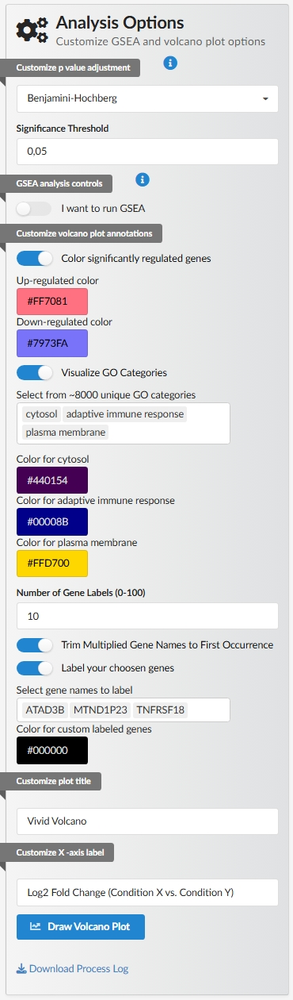 Analysis Options
Customize GSEA and volcano plot options
Customize p value adjustment
Benjamini-Hochberg
Significance Threshold
0,05
GSEA analysis controls
I want to run GSEA
Customize volcano plot annotations
Color significantly regulated genes
Up-regulated color
#FF7081
Down-regulated color
#7973FA
Visualize GO Categories
Select from ~8000 unique GO categories
cytosol adaptive immune response
plasma membrane
Color for cytosol
#440154
Color for adaptive immune response
#00008B
Color for plasma membrane
#FFD700
Number of Gene Labels (0-100)
10
Trim Multiplied Gene Names to First Occurrence
Label your choosen genes
Select gene names to label
ATAD3B MTND1P23 TNFRSF18
Color for custom labeled genes
#000000
Customize plot title
Vivid Volcano
Customize X -axis label
Log2 Fold Change (Condition X vs. Condition Y)
Draw Volcano Plot
Download Process Log